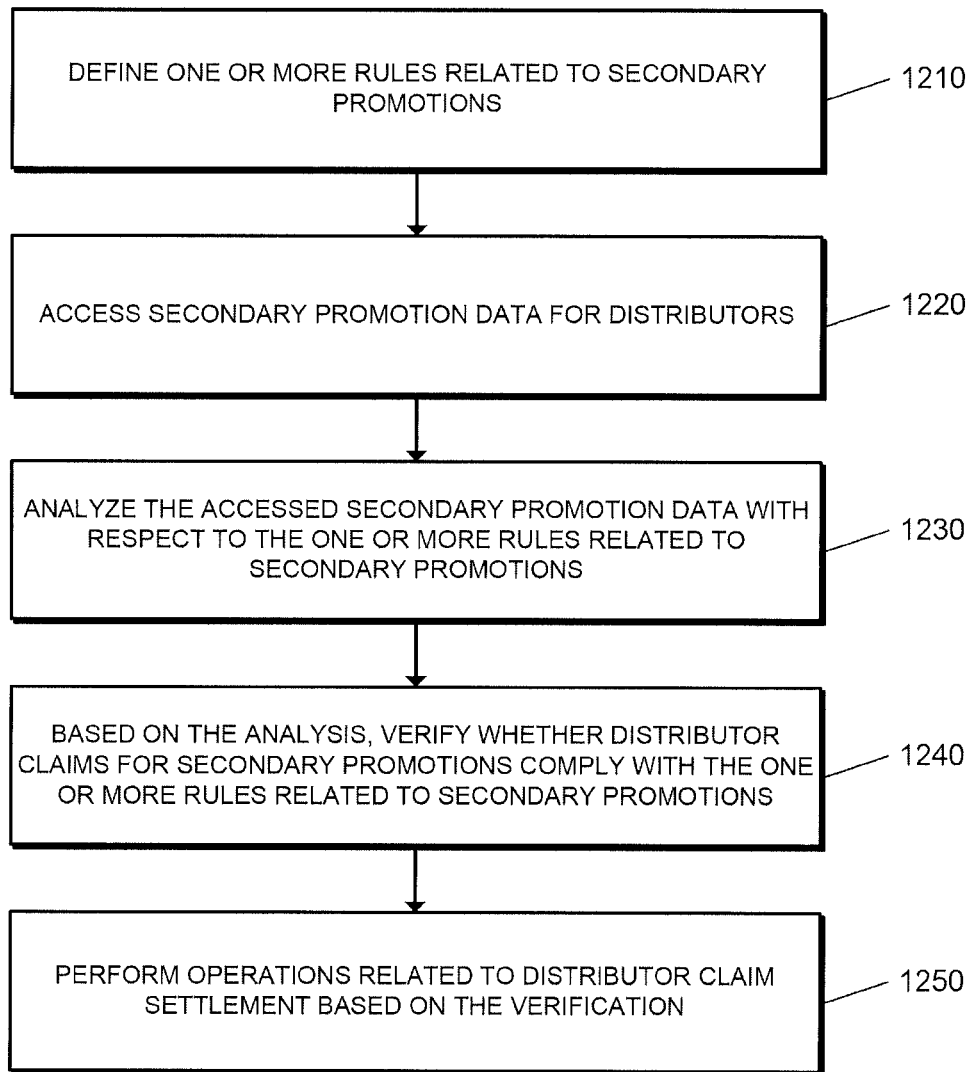 DEFINE ONE OR MORE RULES RELATED TO SECONDARY
PROMOTIONS
1210
ACCESS SECONDARY PROMOTION DATA FOR DISTRIBUTORS
1220
ANALYZE THE ACCESSED SECONDARY PROMOTION DATA WITH
RESPECT TO THE ONE OR MORE RULES RELATED TO
SECONDARY PROMOTIONS
1230
BASED ON THE ANALYSIS, VERIFY WHETHER DISTRIBUTOR
CLAIMS FOR SECONDARY PROMOTIONS COMPLY WITH THE ONE
OR MORE RULES RELATED TO SECONDARY PROMOTIONS
1240
PERFORM OPERATIONS RELATED TO DISTRIBUTOR CLAIM
SETTLEMENT BASED ON THE VERIFICATION
1250